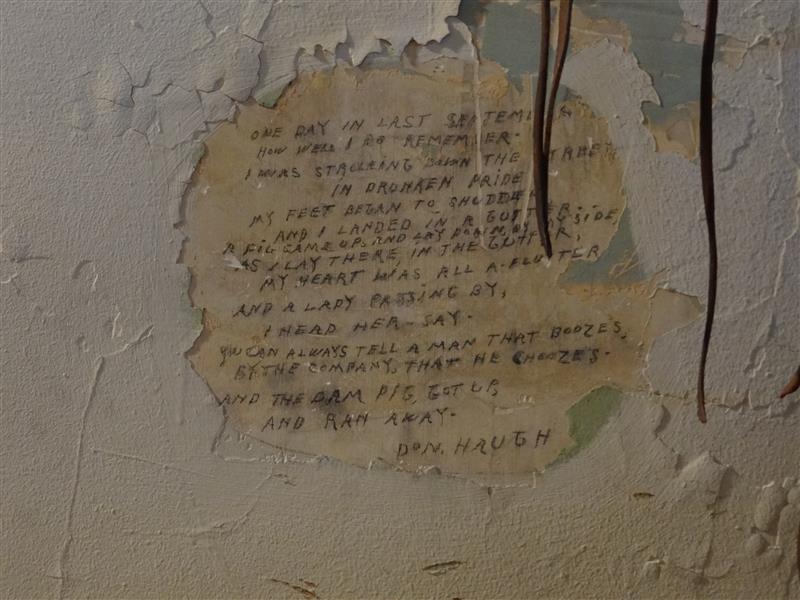 ONE DAY IN LAST SEPTEMBER
HOW WELL I DO REMEMBER.
I WAS STROLLING DOWN THE STREET
IN DRUNKEN PRIDE
MY FEET BEGAN TO SHUDDER
AND I LANDED IN A GUTTER.
A PIG CAME UP AND LAY DOWN, BY MY SIDE,
AS I LAY THERE, IN THE GUTTER,
MY HEART WAS ALL A-FLUTTER
AND A LADY PASSING BY,
I HEAD HER - SAY -
YOU CAN ALWAYS TELL A MAN THAT BOOZES,
BY THE COMPANY, THAT HE CHOOZES.
AND THE DAM PIG, GOT UP,
AND RAN AWAY.
DON. HAUGH